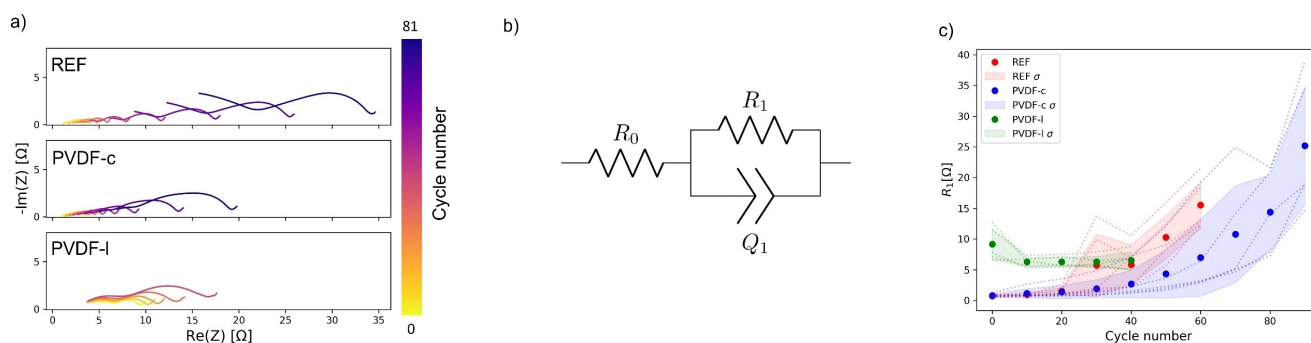 a)
81
REF
5
0
PVDF-c
5
0
PVDF-l
5
0
0
5
10
15
20
25
30
35
-Im(Z) [Ω]
Re(Z) [Ω]
Cycle number
0
b)
R₀
R₁
Q₁
c)
40
35
30
25
20
15
10
5
0
R₁[Ω]
REF
REF σ
PVDF-c
PVDF-c σ
PVDF-l
PVDF-l σ
0
20
40
60
80
Cycle number